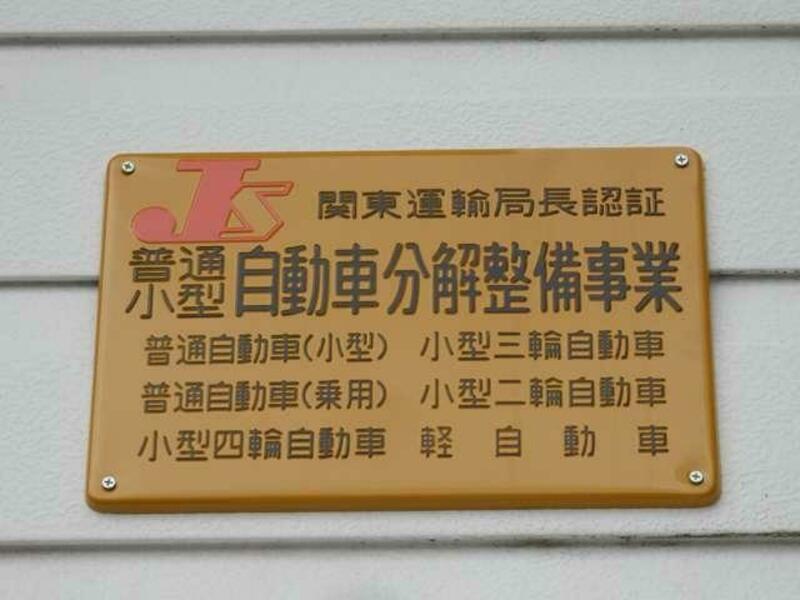 JS 関東運輸局長認証
普通小型 自動車分解整備事業
普通自動車(小型) 小型三輪自動車
普通自動車(乗用) 小型二輪自動車
小型四輪自動車 軽自動車